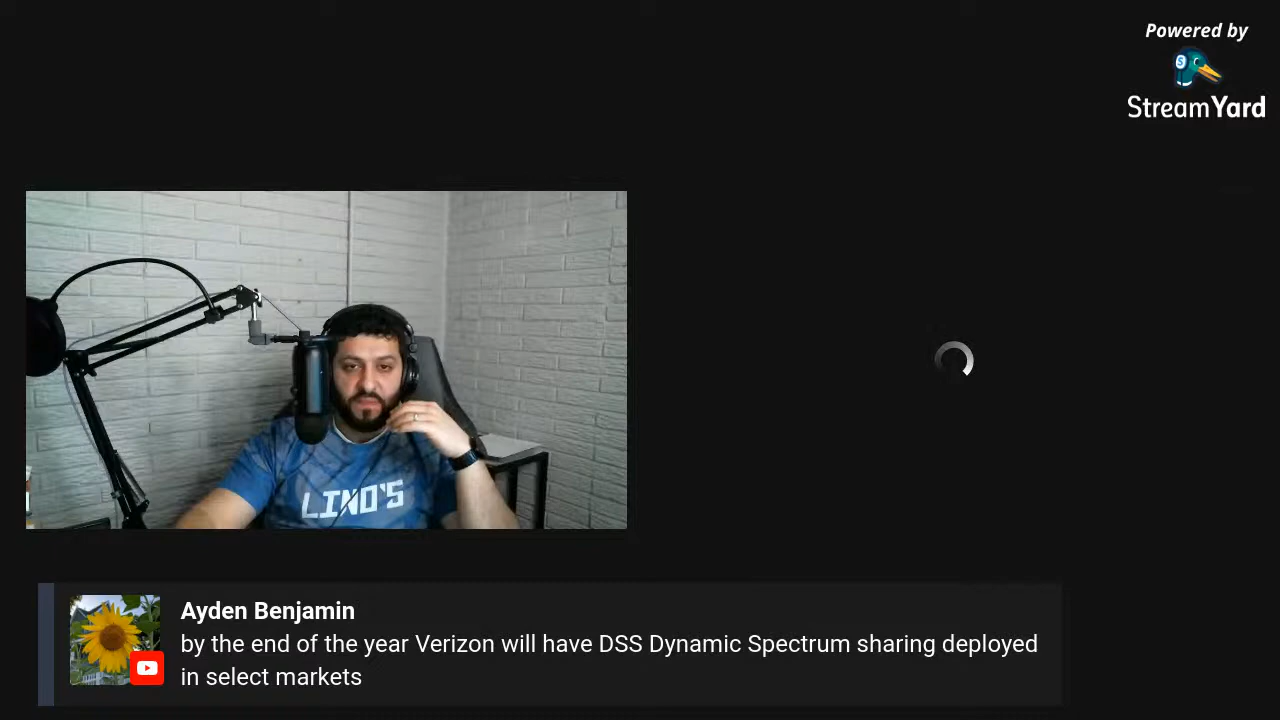 Powered by
StreamYard
LINO'S
Ayden Benjamin
by the end of the year Verizon will have DSS Dynamic Spectrum sharing deployed
in select markets